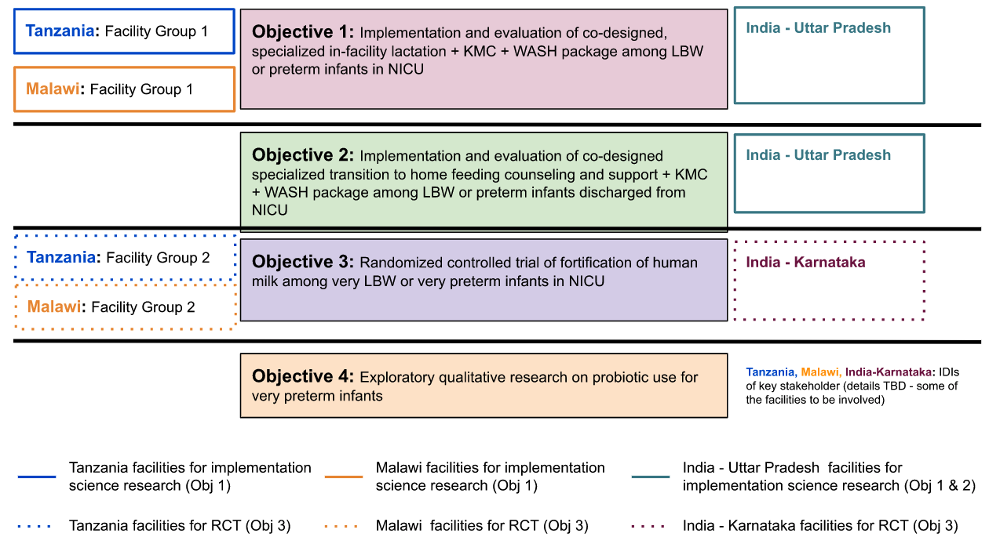 Tanzania: Facility Group 1
Malawi: Facility Group 1
Objective 1: Implementation and evaluation of co-designed,
specialized in-facility lactation + KMC + WASH package among LBW
or preterm infants in NICU
India - Uttar Pradesh
Objective 2: Implementation and evaluation of co-designed
specialized transition to home feeding counseling and support + KMC
+ WASH package among LBW or preterm infants discharged from
NICU
India - Uttar Pradesh
Tanzania: Facility Group 2
Malawi: Facility Group 2
Objective 3: Randomized controlled trial of fortification of human
milk among very LBW or very preterm infants in NICU
India - Karnataka
Objective 4: Exploratory qualitative research on probiotic use for
very preterm infants
Tanzania, Malawi, India-Karnataka: IDIs
of key stakeholder (details TBD - some of
the facilities to be involved)
Tanzania facilities for implementation
science research (Obj 1)
Malawi facilities for implementation
science research (Obj 1)
India - Uttar Pradesh  facilities for
implementation science research (Obj 1 & 2)
Tanzania facilities for RCT (Obj 3)
Malawi  facilities for RCT (Obj 3)
India - Karnataka facilities for RCT (Obj 3)